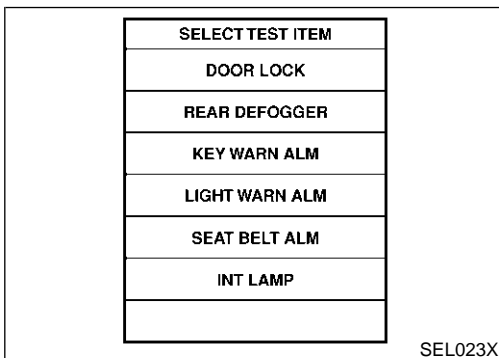 SELECT TEST ITEM
DOOR LOCK
REAR DEFOGGER
KEY WARN ALM
LIGHT WARN ALM
SEAT BELT ALM
INT LAMP
SEL023X